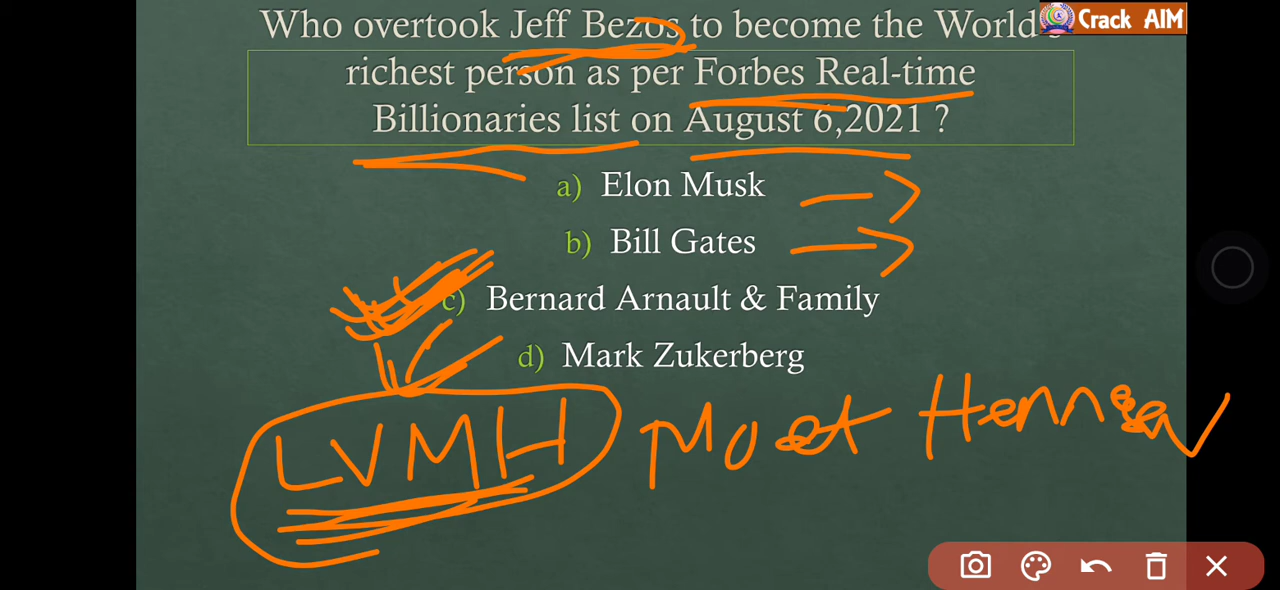 Who overtook Jeff Bezos to become the World's
Crack AIM
richest person as per Forbes Real-time
Billionaries list on August 6,2021 ?
a) Elon Musk
b) Bill Gates
c) Bernard Arnault & Family
d) Mark Zukerberg
LVMH Moet